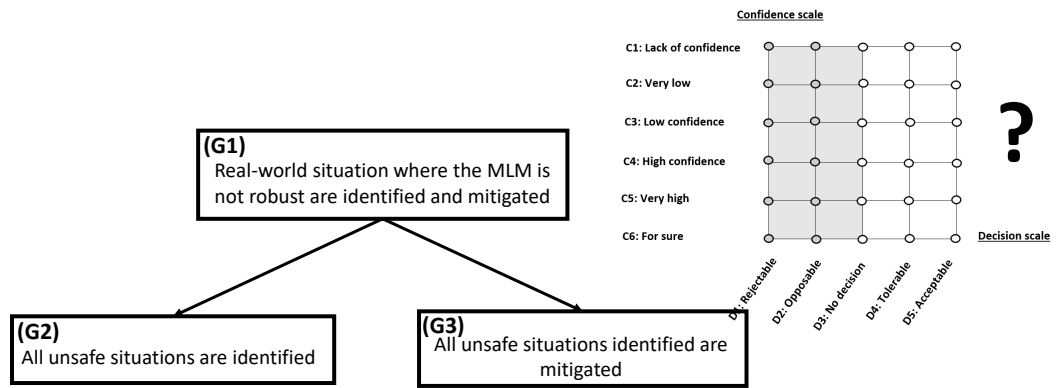 Confidence scale
C1: Lack of confidence
C2: Very low
C3: Low confidence
C4: High confidence
C5: Very high
C6: For sure
?
Decision scale
D1: Rejectable
D2: Opposable
D3: No decision
D4: Tolerable
D5: Acceptable
(G1)
Real-world situation where the MLM is
not robust are identified and mitigated
(G2)
All unsafe situations are identified
(G3)
All unsafe situations identified are
mitigated